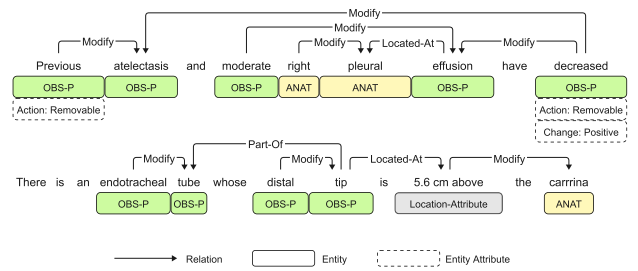 Modify
Modify Modify Located-At Modify
Modify
Previous atelectasis and moderate right pleural effusion have decreased
OBS-P OBS-P OBS-P ANAT ANAT OBS-P OBS-P
Action: Removable Action: Removable
Change: Positive
Part-Of
Modify Modify Located-At Modify
There is an endotracheal tube whose distal tip is 5.6 cm above the carrrina
OBS-P OBS-P OBS-P OBS-P Location-Attribute ANAT
Relation Entity Entity Attribute